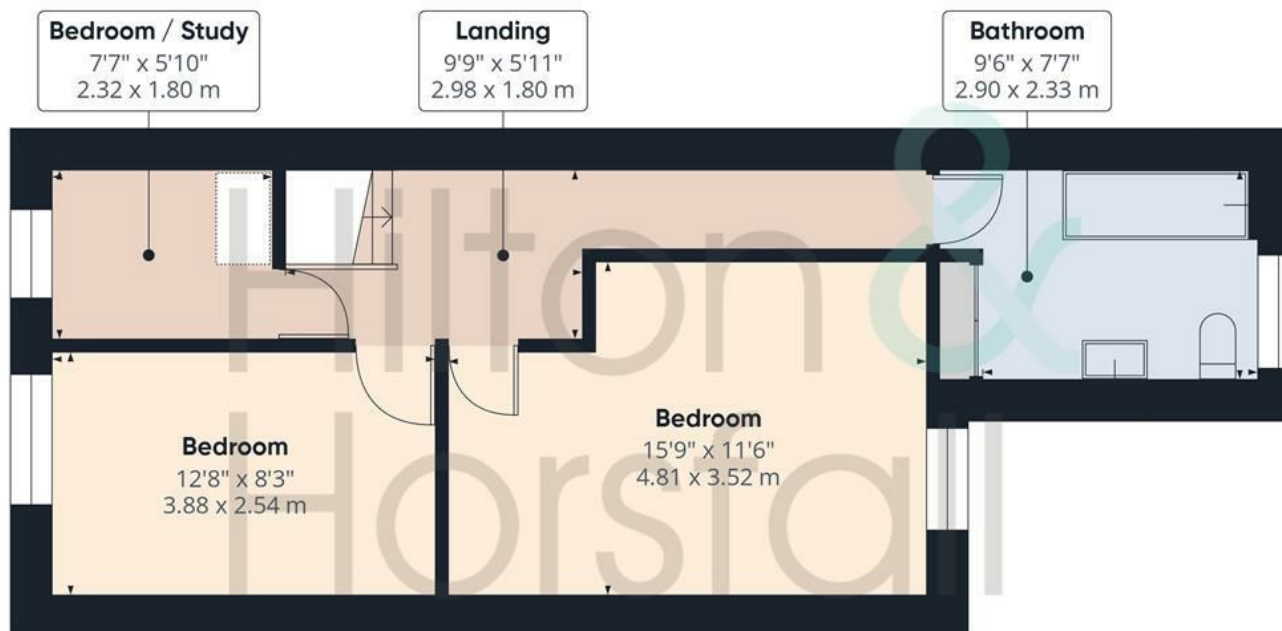 Bedroom / Study
7'7" x 5'10"
2.32 x 1.80 m
Landing
9'9" x 5'11"
2.98 x 1.80 m
Bathroom
9'6" x 7'7"
2.90 x 2.33 m
Hilton &
Horsfall
Bedroom
12'8" x 8'3"
3.88 x 2.54 m
Bedroom
15'9" x 11'6"
4.81 x 3.52 m